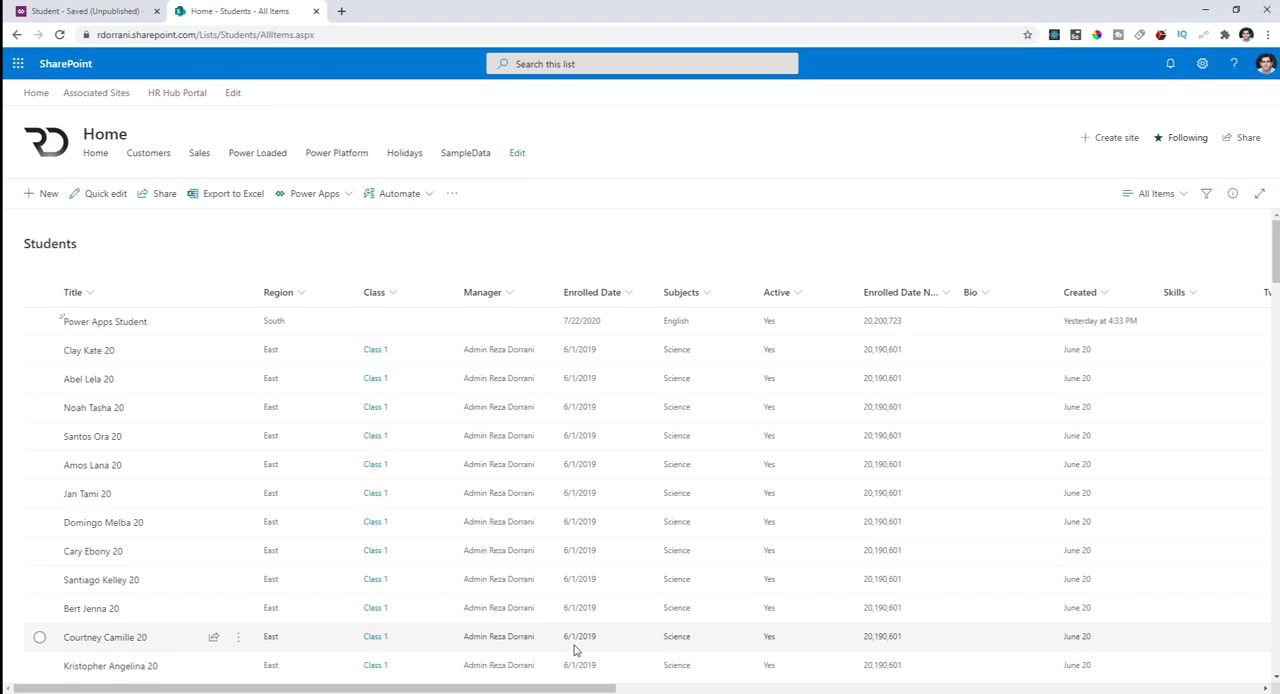 Student - Saved (Unpublished) -
Home - Students - All Items
rdorrani.sharepoint.com/Lists/Students/AllItems.aspx
SharePoint
Search this list
Home Associated Sites HR Hub Portal Edit
RD
Home
Home Customers Sales Power Loaded Power Platform Holidays SampleData Edit
Create site Following Share
New Quick edit Share Export to Excel Power Apps Automate ... All Items
Students
Title Region Class Manager Enrolled Date Subjects Active Enrolled Date N... Bio Created Skills Tv
Power Apps Student South 7/22/2020 English Yes 20,200,723 Yesterday at 4:33 PM
Clay Kate 20 East Class 1 Admin Reza Dorrani 6/1/2019 Science Yes 20,190,601 June 20
Abel Lela 20 East Class 1 Admin Reza Dorrani 6/1/2019 Science Yes 20,190,601 June 20
Noah Tasha 20 East Class 1 Admin Reza Dorrani 6/1/2019 Science Yes 20,190,601 June 20
Santos Ora 20 East Class 1 Admin Reza Dorrani 6/1/2019 Science Yes 20,190,601 June 20
Amos Lana 20 East Class 1 Admin Reza Dorrani 6/1/2019 Science Yes 20,190,601 June 20
Jan Tami 20 East Class 1 Admin Reza Dorrani 6/1/2019 Science Yes 20,190,601 June 20
Domingo Melba 20 East Class 1 Admin Reza Dorrani 6/1/2019 Science Yes 20,190,601 June 20
Cary Ebony 20 East Class 1 Admin Reza Dorrani 6/1/2019 Science Yes 20,190,601 June 20
Santiago Kelley 20 East Class 1 Admin Reza Dorrani 6/1/2019 Science Yes 20,190,601 June 20
Bert Jenna 20 East Class 1 Admin Reza Dorrani 6/1/2019 Science Yes 20,190,601 June 20
Courtney Camille 20 East Class 1 Admin Reza Dorrani 6/1/2019 Science Yes 20,190,601 June 20
Kristopher Angelina 20 East Class 1 Admin Reza Dorrani 6/1/2019 Science Yes 20,190,601 June 20